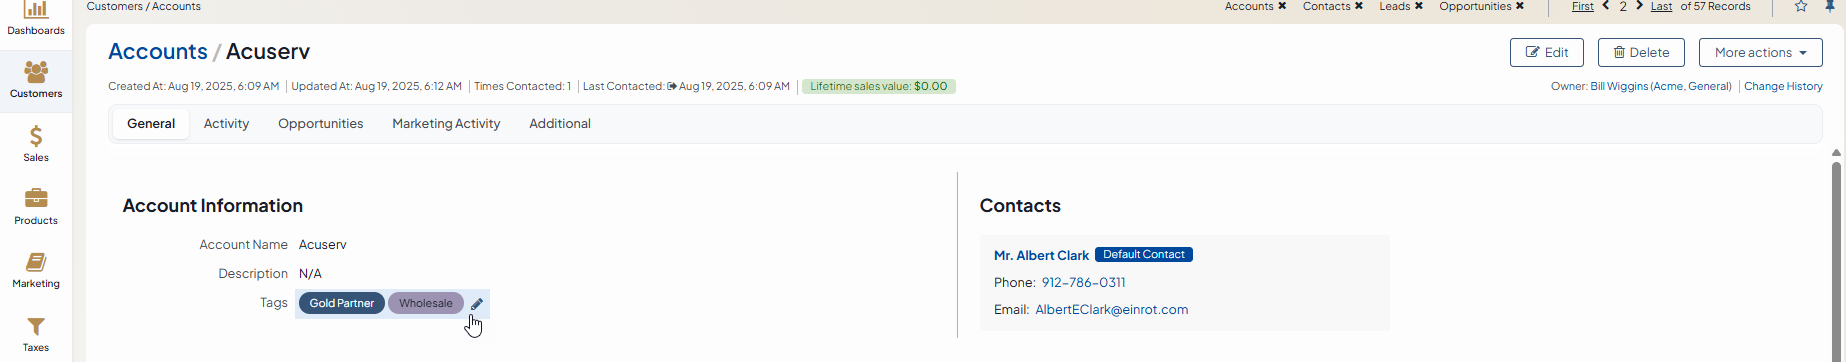 Customers / Accounts
Accounts ✖ Contacts ✖ Leads ✖ Opportunities ✖ First 2 Last of 57 Records
Dashboards
Customers
Sales
Products
Marketing
Taxes
Accounts / Acuserv
Edit Delete More actions
Created At: Aug 19, 2025, 6:09 AM Updated At: Aug 19, 2025, 6:12 AM Times Contacted: 1 Last Contacted: Aug 19, 2025, 6:09 AM Lifetime sales value: $0.00
Owner: Bill Wiggins (Acme, General) Change History
General Activity Opportunities Marketing Activity Additional
Account Information
Account Name Acuserv
Description N/A
Tags Gold Partner Wholesale
Contacts
Mr. Albert Clark Default Contact
Phone: 912-786-0311
Email: AlbertEClark@einrot.com